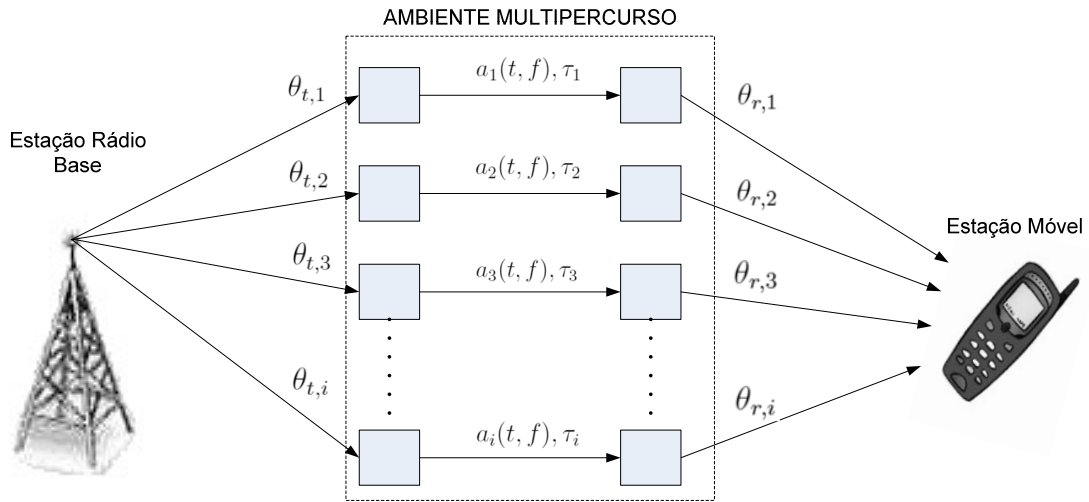 AMBIENTE MULTIPERCURSO
Estação Rádio
Base
θ_{t,1}
a_1(t, f), τ_1
θ_{r,1}
θ_{t,2}
a_2(t, f), τ_2
θ_{r,2}
Estação Móvel
θ_{t,3}
a_3(t, f), τ_3
θ_{r,3}
θ_{t,i}
a_i(t, f), τ_i
θ_{r,i}